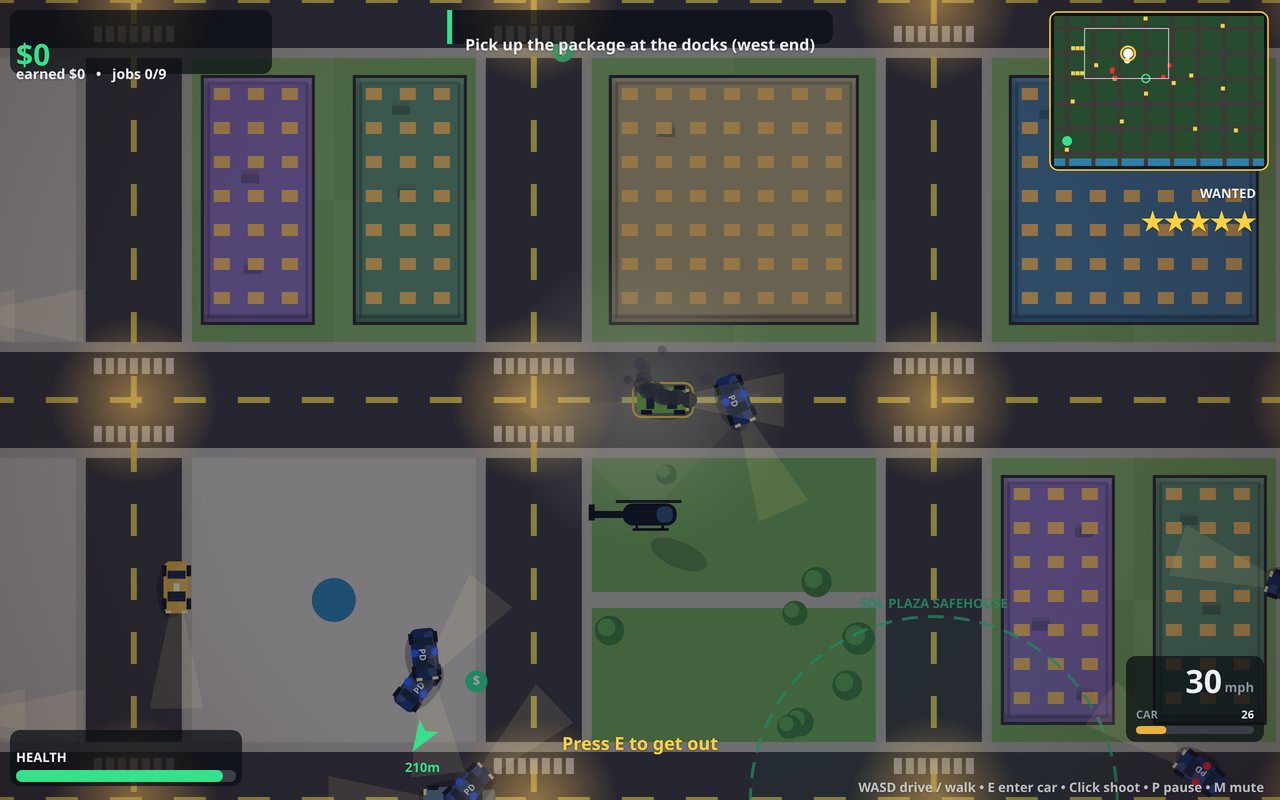 $0
earned $0 • jobs 0/9
Pick up the package at the docks (west end)
WANTED
PD
SOL PLAZA SAFEHOUSE
PD
PD
$
30 mph
CAR 26
Press E to get out
HEALTH
210m
PD
PD
WASD drive / walk • E enter car • Click shoot • P pause • M mute